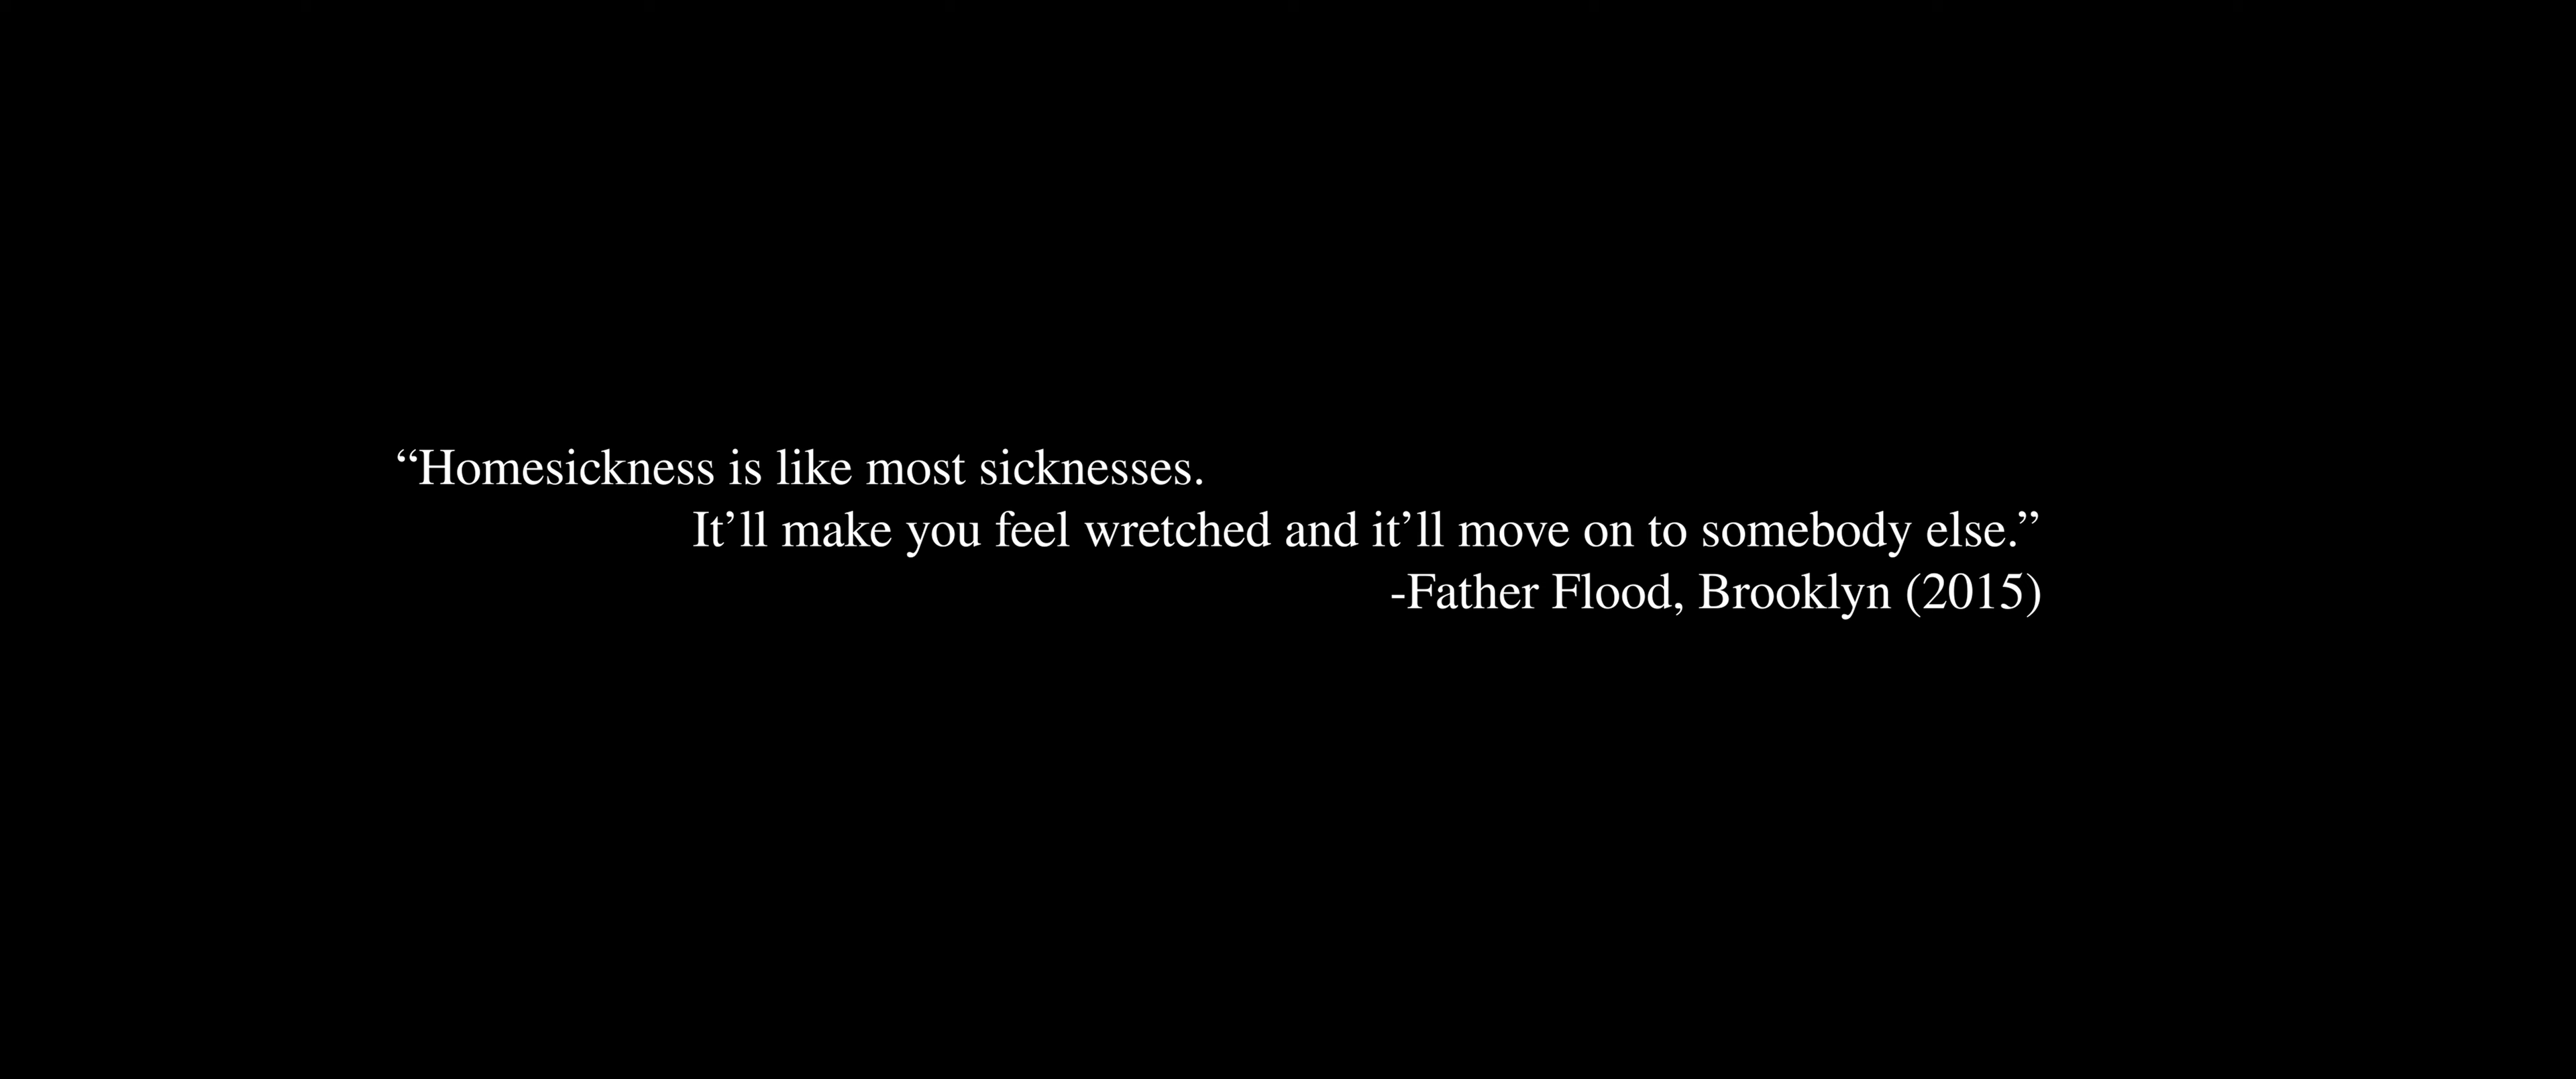 “Homesickness is like most sicknesses.
It’ll make you feel wretched and it’ll move on to somebody else.”
-Father Flood, Brooklyn (2015)